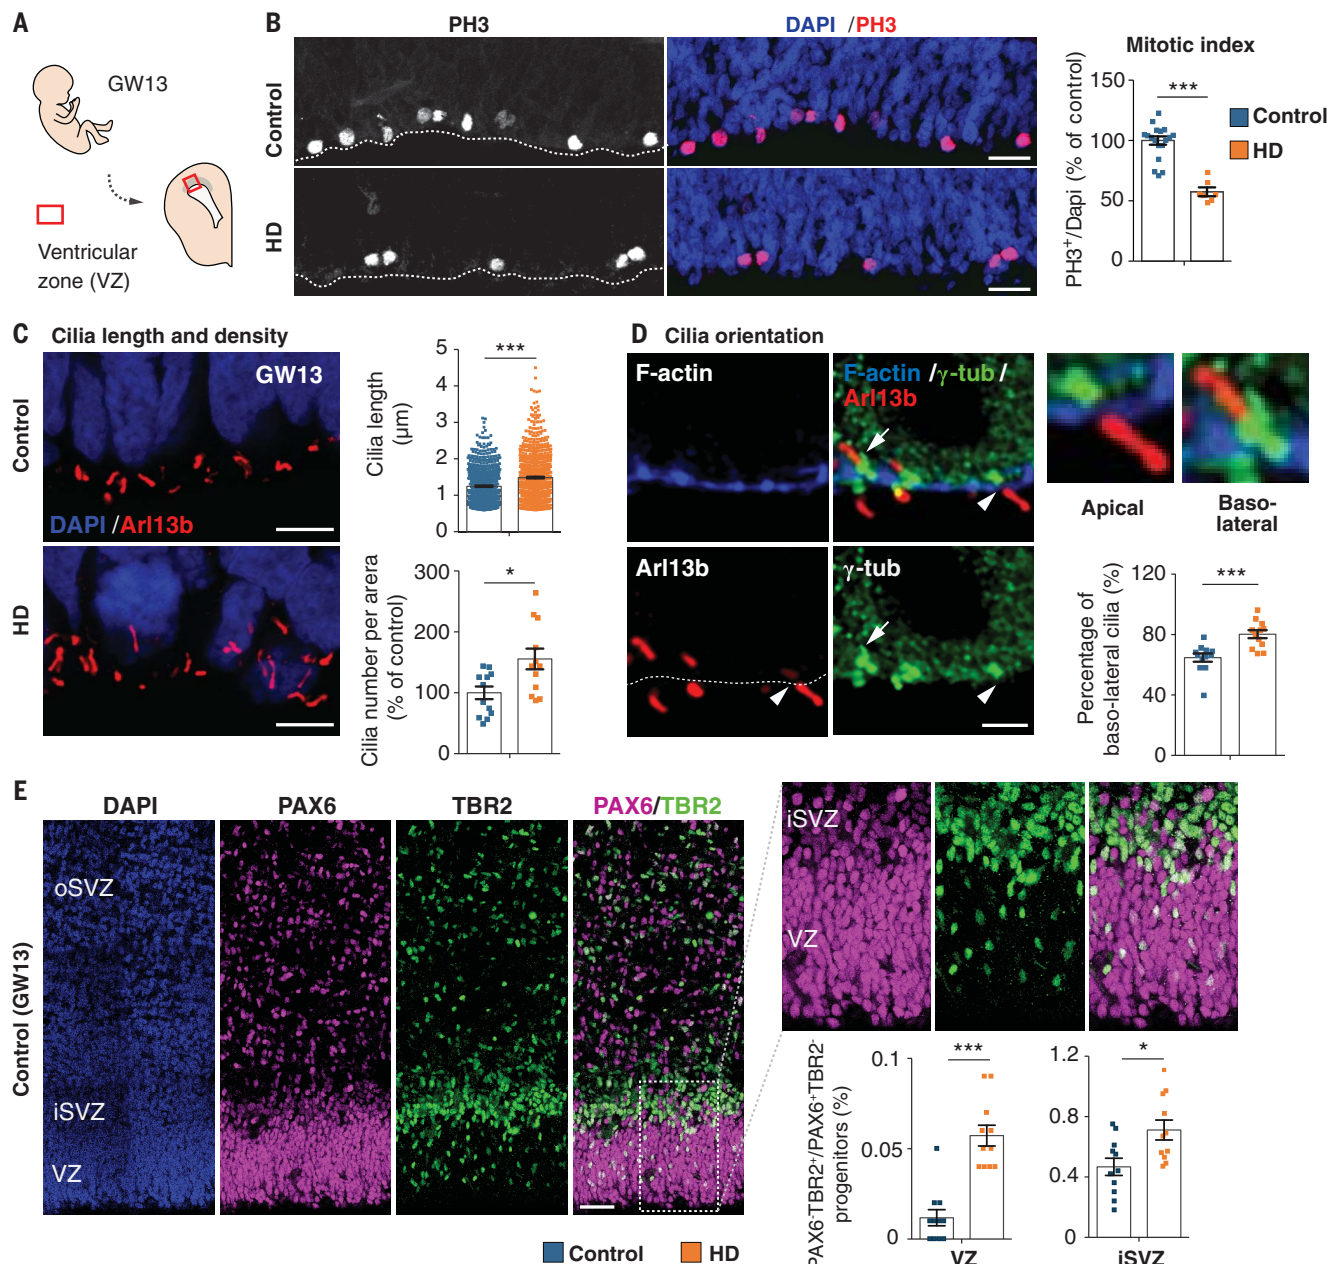 A
GW13
Ventricular
zone (VZ)
B
PH3
DAPI /PH3
Control
HD
Mitotic index
PH3+/Dapi (% of control)
150
100
50
0
***
Control
HD
C Cilia length and density
Control
GW13
DAPI /Arl13b
HD
Cilia length
(μm)
5
4
3
2
1
0
***
Cilia number per arera
(% of control)
300
200
100
0
*
D Cilia orientation
F-actin
F-actin /γ-tub /
Arl13b
Arl13b
γ-tub
Apical
Baso-
lateral
Percentage of
baso-lateral cilia (%)
120
80
40
0
***
E
DAPI
PAX6
TBR2
PAX6/TBR2
Control (GW13)
oSVZ
iSVZ
VZ
iSVZ
VZ
PAX6-TBR2+/PAX6+TBR2-
progenitors (%)
0.1
0.05
0
***
VZ
1.2
0.8
0.4
0
*
iSVZ
Control
HD